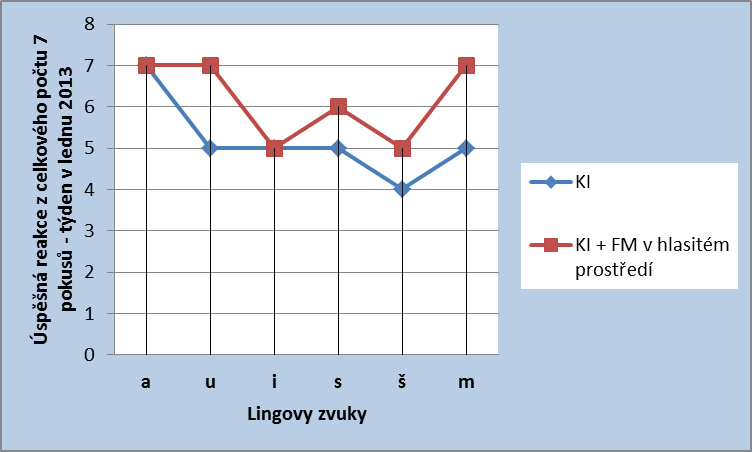 Úspěšná reakce z celkového počtu 7
pokusů - týden v lednu 2013
8
7
6
5
4
3
2
1
0
a u i s š m
Lingovy zvuky
KI
KI + FM v hlasitém
prostředí